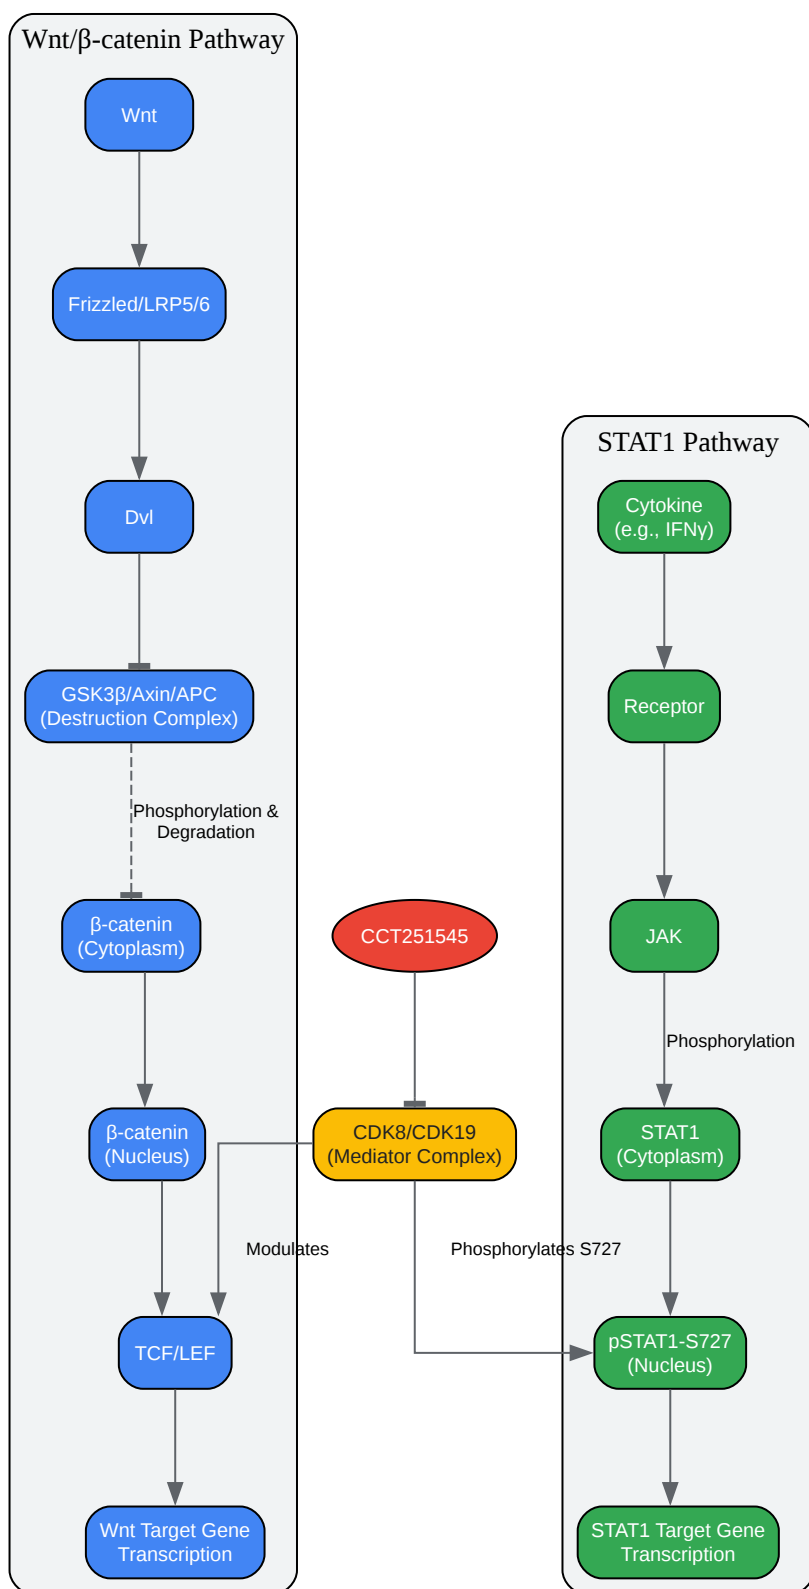 Wnt/β-catenin Pathway
Wnt
Frizzled/LRP5/6
Dvl
GSK3β/Axin/APC
(Destruction Complex)
Phosphorylation &
Degradation
β-catenin
(Cytoplasm)
β-catenin
(Nucleus)
TCF/LEF
Wnt Target Gene
Transcription
CCT251545
CDK8/CDK19
(Mediator Complex)
Modulates
Phosphorylates S727
STAT1 Pathway
Cytokine
(e.g., IFNγ)
Receptor
JAK
Phosphorylation
STAT1
(Cytoplasm)
pSTAT1-S727
(Nucleus)
STAT1 Target Gene
Transcription